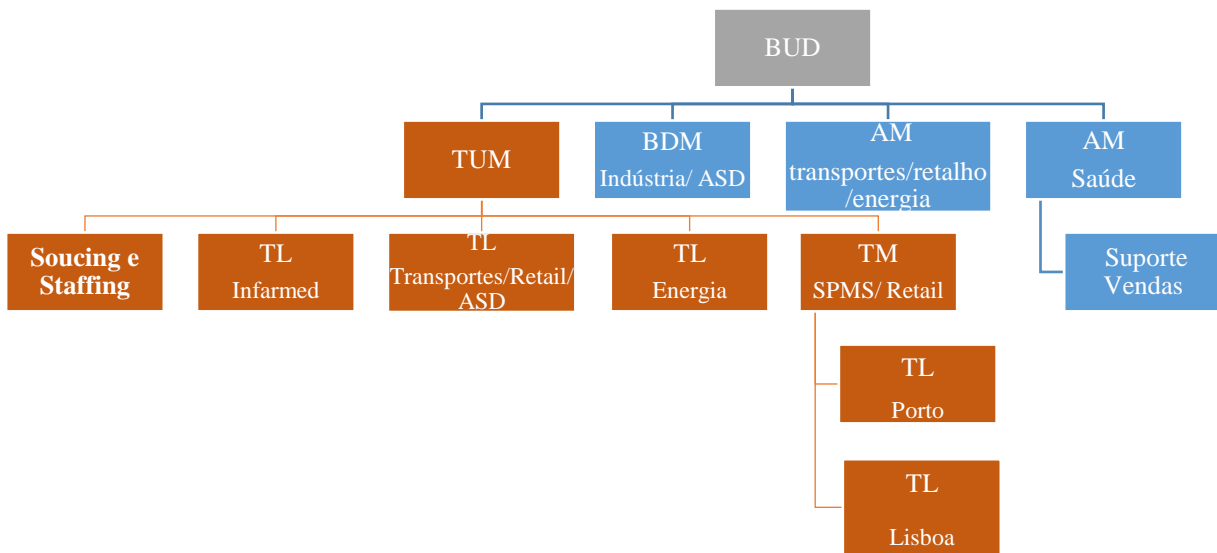 BUD
TUM
BDM
Indústria/ ASD
AM
transportes/retalho
/energia
AM
Saúde
Soucing e
Staffing
TL
Infarmed
TL
Transportes/Retail/
ASD
TL
Energia
TM
SPMS/ Retail
Suporte
Vendas
TL
Porto
TL
Lisboa